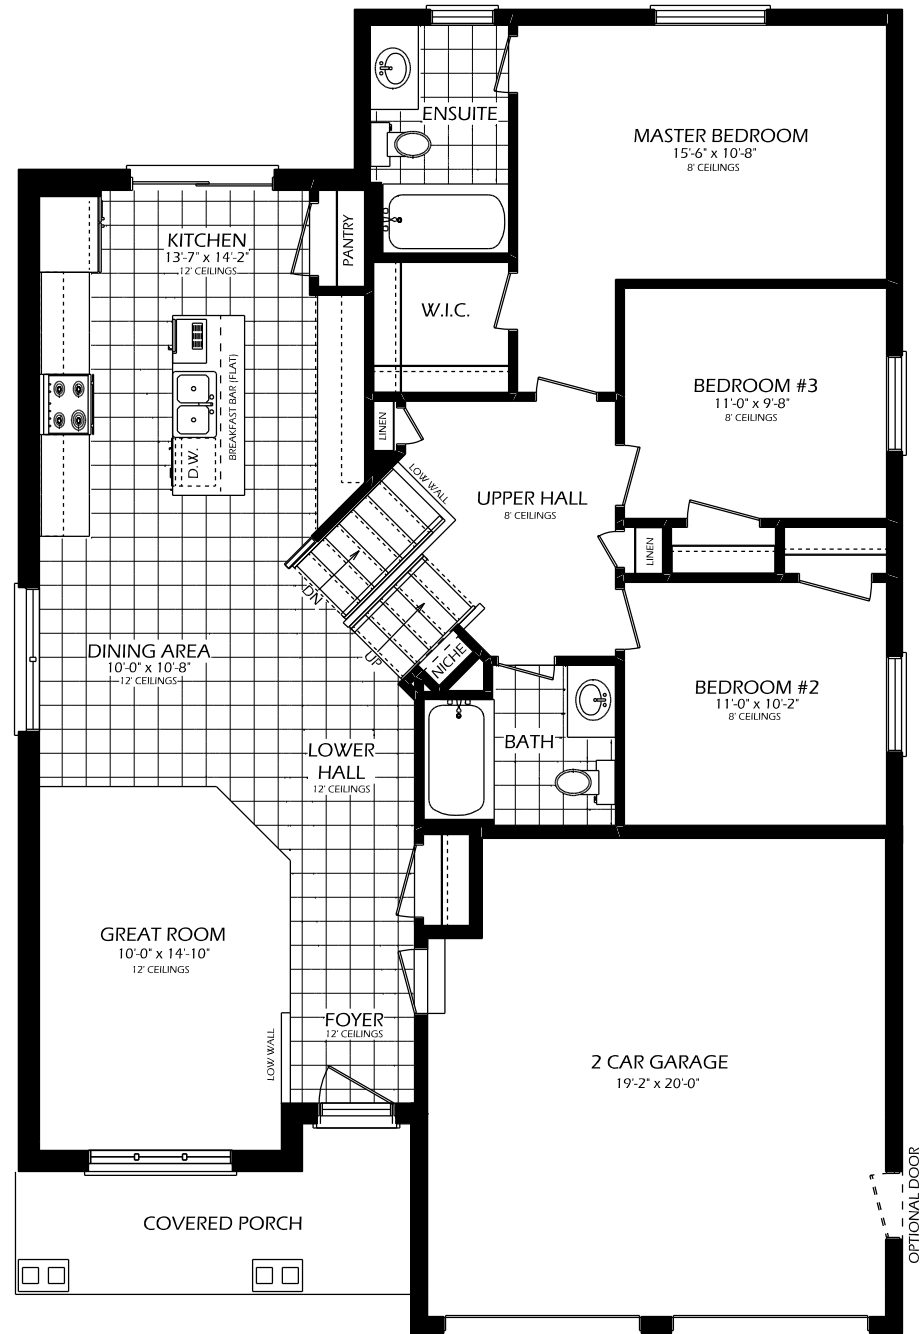 ENSUITE
MASTER BEDROOM
15'-6" x 10'-8"
8' CEILINGS
KITCHEN
13'-7" x 14'-2"
12' CEILINGS
PANTRY
W.I.C.
BREAKFAST BAR (FLAT)
D.W.
LINEN
BEDROOM #3
11'-0" x 9'-8"
8' CEILINGS
LOW WALL
UPPER HALL
8' CEILINGS
LINEN
DN
UP
NICHE
DINING AREA
10'-0" x 10'-8"
12' CEILINGS
BEDROOM #2
11'-0" x 10'-2"
8' CEILINGS
BATH
LOWER
HALL
12' CEILINGS
GREAT ROOM
10'-0" x 14'-10"
12' CEILINGS
FOYER
12' CEILINGS
LOW WALL
2 CAR GARAGE
19'-2" x 20'-0"
OPTIONAL DOOR
COVERED PORCH